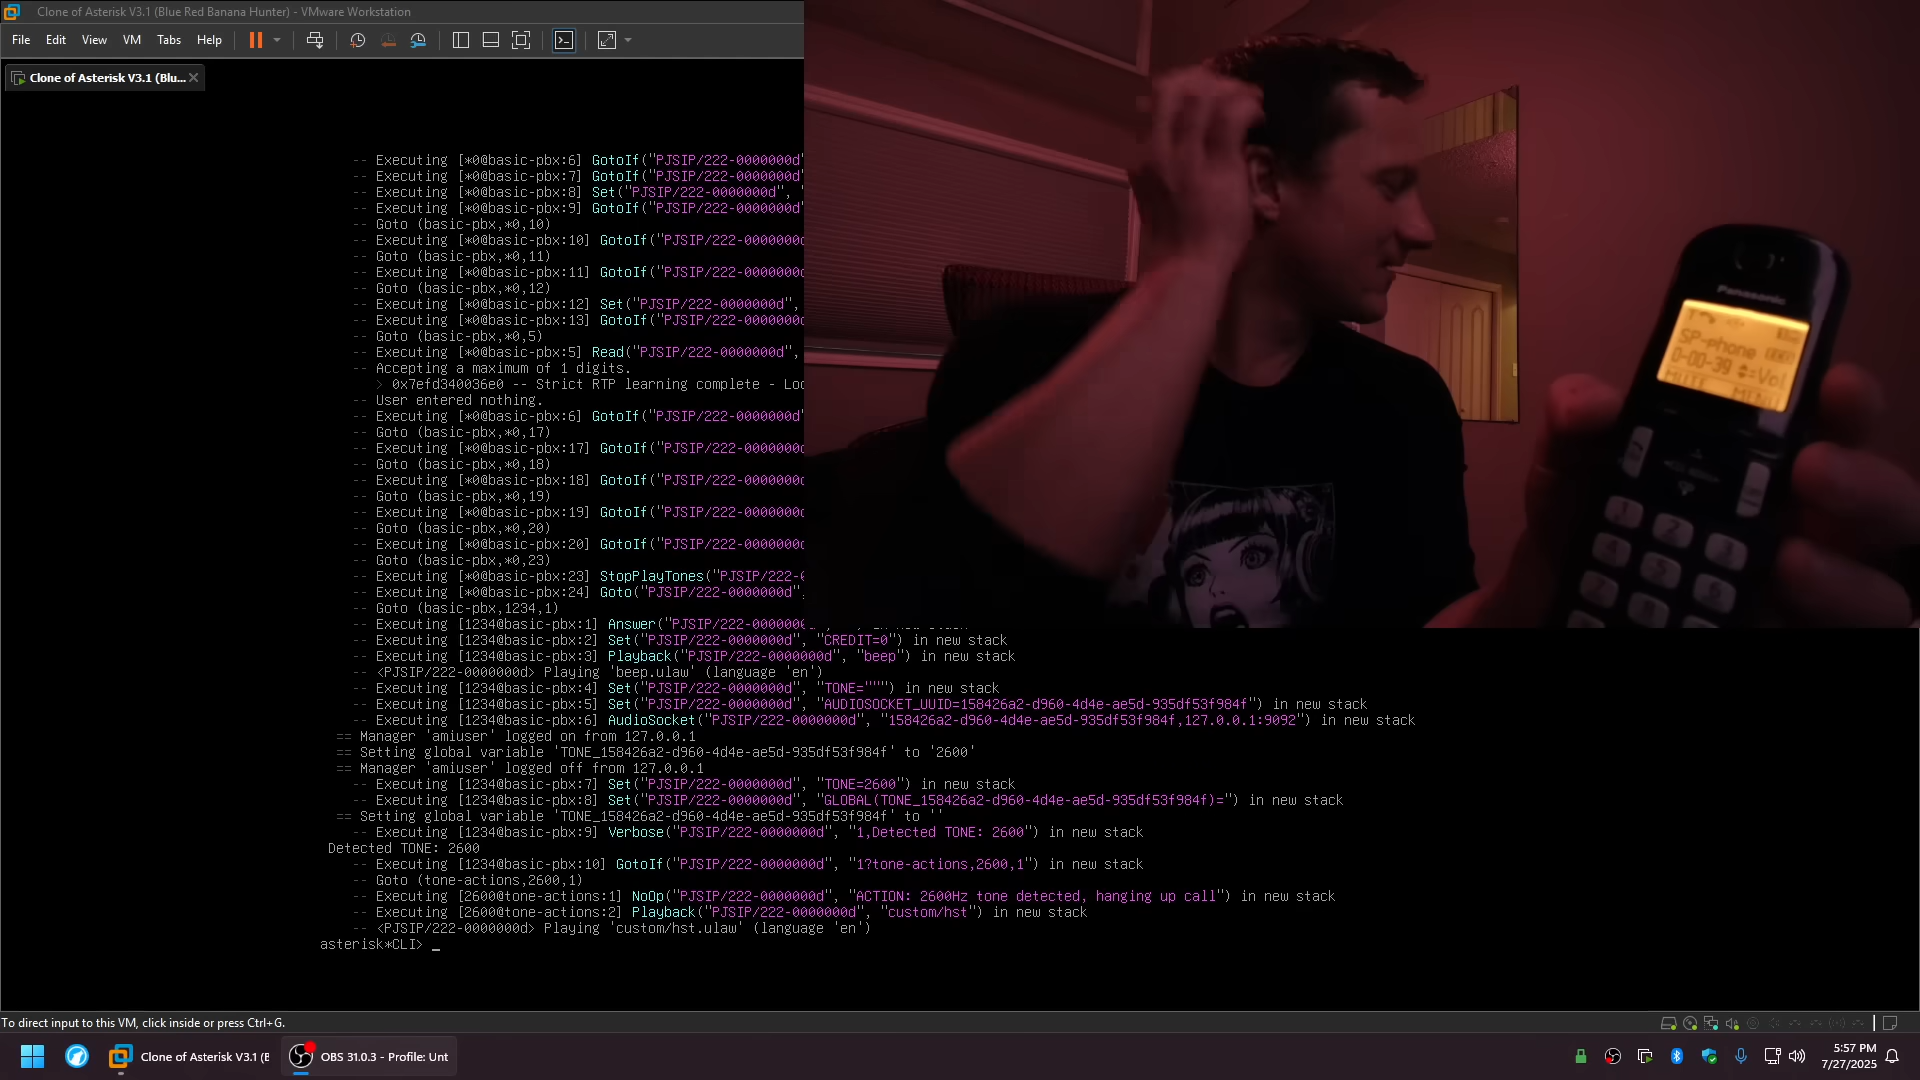 Clone of Asterisk V3.1 (Blue Red Banana Hunter) - VMware Workstation
File Edit View VM Tabs Help
Clone of Asterisk V3.1 (Blu...
-- Executing [*0@basic-pbx:6] GotoIf("PJSIP/222-0000000d"
-- Executing [*0@basic-pbx:7] GotoIf("PJSIP/222-0000000d"
-- Executing [*0@basic-pbx:8] Set("PJSIP/222-0000000d", "
-- Executing [*0@basic-pbx:9] GotoIf("PJSIP/222-0000000d"
-- Goto (basic-pbx,*0,10)
-- Executing [*0@basic-pbx:10] GotoIf("PJSIP/222-0000000d
-- Goto (basic-pbx,*0,11)
-- Executing [*0@basic-pbx:11] GotoIf("PJSIP/222-0000000d
-- Goto (basic-pbx,*0,12)
-- Executing [*0@basic-pbx:12] Set("PJSIP/222-0000000d",
-- Executing [*0@basic-pbx:13] GotoIf("PJSIP/222-0000000d
-- Goto (basic-pbx,*0,5)
-- Executing [*0@basic-pbx:5] Read("PJSIP/222-0000000d",
-- Accepting a maximum of 1 digits.
> 0x7efd340036e0 -- Strict RTP learning complete - Loc
-- User entered nothing.
-- Executing [*0@basic-pbx:6] GotoIf("PJSIP/222-0000000d"
-- Goto (basic-pbx,*0,17)
-- Executing [*0@basic-pbx:17] GotoIf("PJSIP/222-0000000d
-- Goto (basic-pbx,*0,18)
-- Executing [*0@basic-pbx:18] GotoIf("PJSIP/222-0000000d
-- Goto (basic-pbx,*0,19)
-- Executing [*0@basic-pbx:19] GotoIf("PJSIP/222-0000000d
-- Goto (basic-pbx,*0,20)
-- Executing [*0@basic-pbx:20] GotoIf("PJSIP/222-0000000d
-- Goto (basic-pbx,*0,23)
-- Executing [*0@basic-pbx:23] StopPlayTones("PJSIP/222-0
-- Executing [*0@basic-pbx:24] Goto("PJSIP/222-0000000d",
-- Goto (basic-pbx,1234,1)
-- Executing [1234@basic-pbx:1] Answer("PJSIP/222-0000000d
-- Executing [1234@basic-pbx:2] Set("PJSIP/222-0000000d", "CREDIT=0") in new stack
-- Executing [1234@basic-pbx:3] Playback("PJSIP/222-0000000d", "beep") in new stack
-- <PJSIP/222-0000000d> Playing 'beep.ulaw' (language 'en')
-- Executing [1234@basic-pbx:4] Set("PJSIP/222-0000000d", "TONE=""") in new stack
-- Executing [1234@basic-pbx:5] Set("PJSIP/222-0000000d", "AUDIOSOCKET_UUID=158426a2-d960-4d4e-ae5d-935df53f984f") in new stack
-- Executing [1234@basic-pbx:6] AudioSocket("PJSIP/222-0000000d", "158426a2-d960-4d4e-ae5d-935df53f984f,127.0.0.1:9092") in new stack
== Manager 'amiuser' logged on from 127.0.0.1
== Setting global variable 'TONE_158426a2-d960-4d4e-ae5d-935df53f984f' to '2600'
== Manager 'amiuser' logged off from 127.0.0.1
-- Executing [1234@basic-pbx:7] Set("PJSIP/222-0000000d", "TONE=2600") in new stack
-- Executing [1234@basic-pbx:8] Set("PJSIP/222-0000000d", "GLOBAL(TONE_158426a2-d960-4d4e-ae5d-935df53f984f)=") in new stack
== Setting global variable 'TONE_158426a2-d960-4d4e-ae5d-935df53f984f' to ''
-- Executing [1234@basic-pbx:9] Verbose("PJSIP/222-0000000d", "1,Detected TONE: 2600") in new stack
Detected TONE: 2600
-- Executing [1234@basic-pbx:10] GotoIf("PJSIP/222-0000000d", "1?tone-actions,2600,1") in new stack
-- Goto (tone-actions,2600,1)
-- Executing [2600@tone-actions:1] NoOp("PJSIP/222-0000000d", "ACTION: 2600Hz tone detected, hanging up call") in new stack
-- Executing [2600@tone-actions:2] Playback("PJSIP/222-0000000d", "custom/hst") in new stack
-- <PJSIP/222-0000000d> Playing 'custom/hst.ulaw' (language 'en')
asterisk*CLI> _
Panasonic
SP-phone
0-00-39 Vol
MUTE MENU
To direct input to this VM, click inside or press Ctrl+G.
Clone of Asterisk V3.1 (B
OBS 31.0.3 - Profile: Unt
5:57 PM
7/27/2025